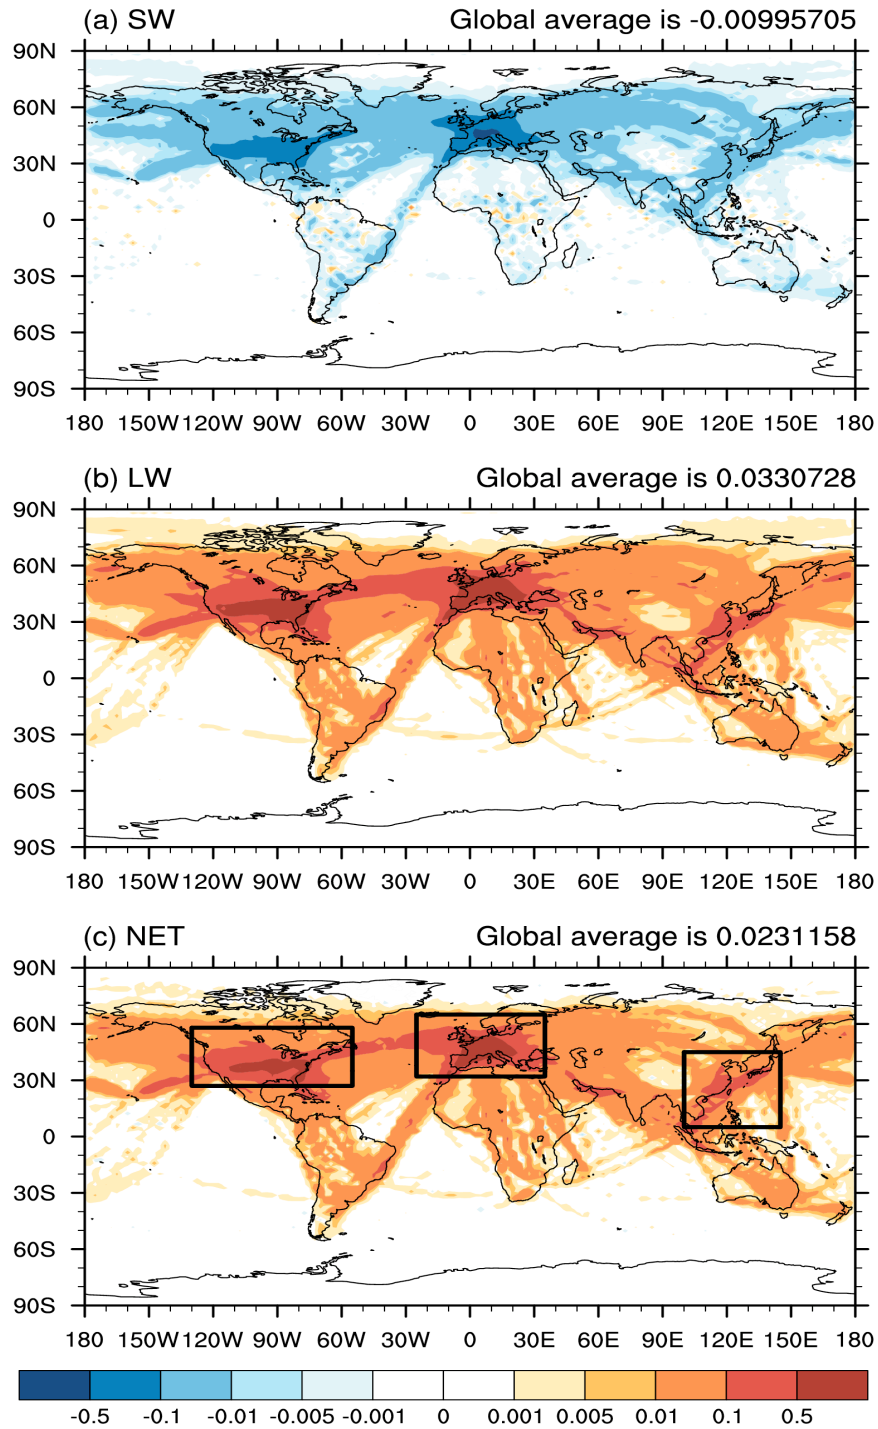 (a) SW Global average is -0.00995705
90N
60N
30N
0
30S
60S
90S
180 150W 120W 90W 60W 30W 0 30E 60E 90E 120E 150E 180
(b) LW Global average is 0.0330728
90N
60N
30N
0
30S
60S
90S
180 150W 120W 90W 60W 30W 0 30E 60E 90E 120E 150E 180
(c) NET Global average is 0.0231158
90N
60N
30N
0
30S
60S
90S
180 150W 120W 90W 60W 30W 0 30E 60E 90E 120E 150E 180
-0.5 -0.1 -0.01 -0.005 -0.001 0 0.001 0.005 0.01 0.1 0.5